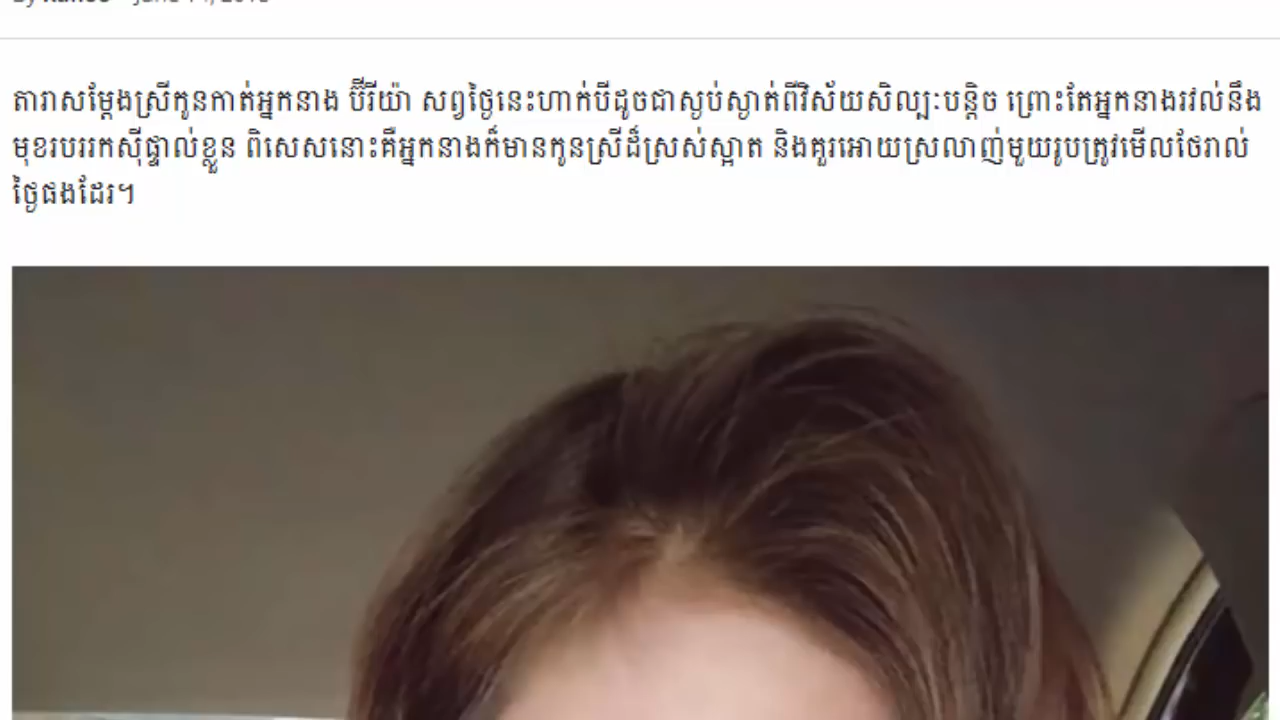 តារាសម្តែងស្រីកូនកាត់អ្នកនាង ប៊ីរីយ៉ា សព្វថ្ងៃនេះហាក់បីដូចជាស្ងប់ស្ងាត់ពីវិស័យសិល្បៈបន្តិច ព្រោះតែអ្នកនាងរវល់នឹង
មុខរបររកស៊ីផ្ទាល់ខ្លួន ពិសេសនោះគឺអ្នកនាងក៏មានកូនស្រីដ៏ស្រស់ស្អាត និងគួរអោយស្រលាញ់មួយរូបត្រូវមើលថែរាល់
ថ្ងៃផងដែរ។